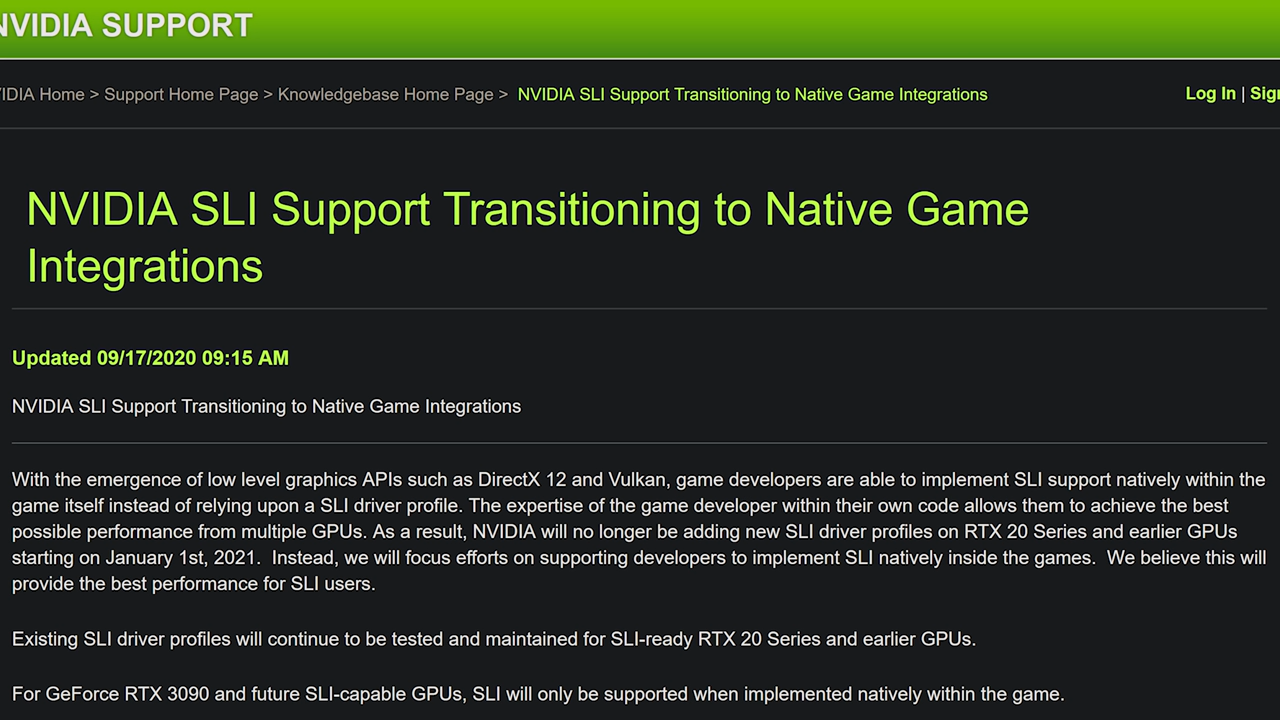 NVIDIA SUPPORT
IDIA Home > Support Home Page > Knowledgebase Home Page > NVIDIA SLI Support Transitioning to Native Game Integrations
Log In | Sign
NVIDIA SLI Support Transitioning to Native Game
Integrations
Updated 09/17/2020 09:15 AM
NVIDIA SLI Support Transitioning to Native Game Integrations
With the emergence of low level graphics APIs such as DirectX 12 and Vulkan, game developers are able to implement SLI support natively within the
game itself instead of relying upon a SLI driver profile. The expertise of the game developer within their own code allows them to achieve the best
possible performance from multiple GPUs. As a result, NVIDIA will no longer be adding new SLI driver profiles on RTX 20 Series and earlier GPUs
starting on January 1st, 2021.  Instead, we will focus efforts on supporting developers to implement SLI natively inside the games.  We believe this will
provide the best performance for SLI users.
Existing SLI driver profiles will continue to be tested and maintained for SLI-ready RTX 20 Series and earlier GPUs.
For GeForce RTX 3090 and future SLI-capable GPUs, SLI will only be supported when implemented natively within the game.